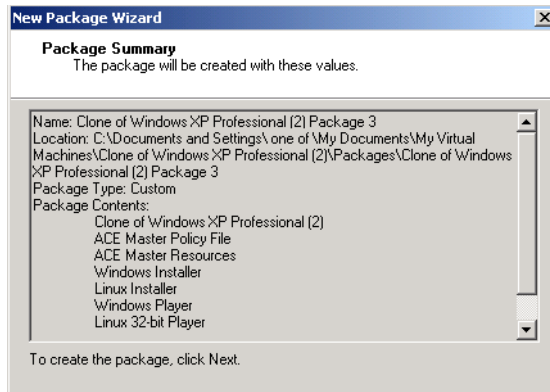 New Package Wizard
Package Summary
The package will be created with these values.
Name: Clone of Windows XP Professional (2) Package 3
Location: C:\Documents and Settings\ one of \My Documents\My Virtual
Machines\Clone of Windows XP Professional (2)\Packages\Clone of Windows
XP Professional (2) Package 3
Package Type: Custom
Package Contents:
Clone of Windows XP Professional (2)
ACE Master Policy File
ACE Master Resources
Windows Installer
Linux Installer
Windows Player
Linux 32-bit Player
To create the package, click Next.